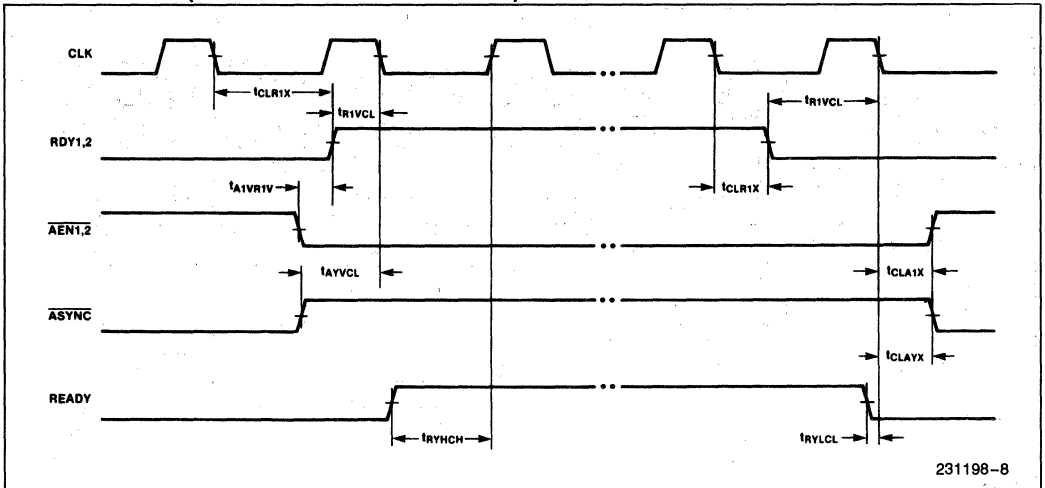 CLK
tCLR1X
tR1VCL
tR1VCL
RDY1,2
tA1VR1V
tCLR1X
AEN1,2
tAYVCL
tCLA1X
ASYNC
tCLAYX
READY
tRYHCH
tRYLCL
231198-8